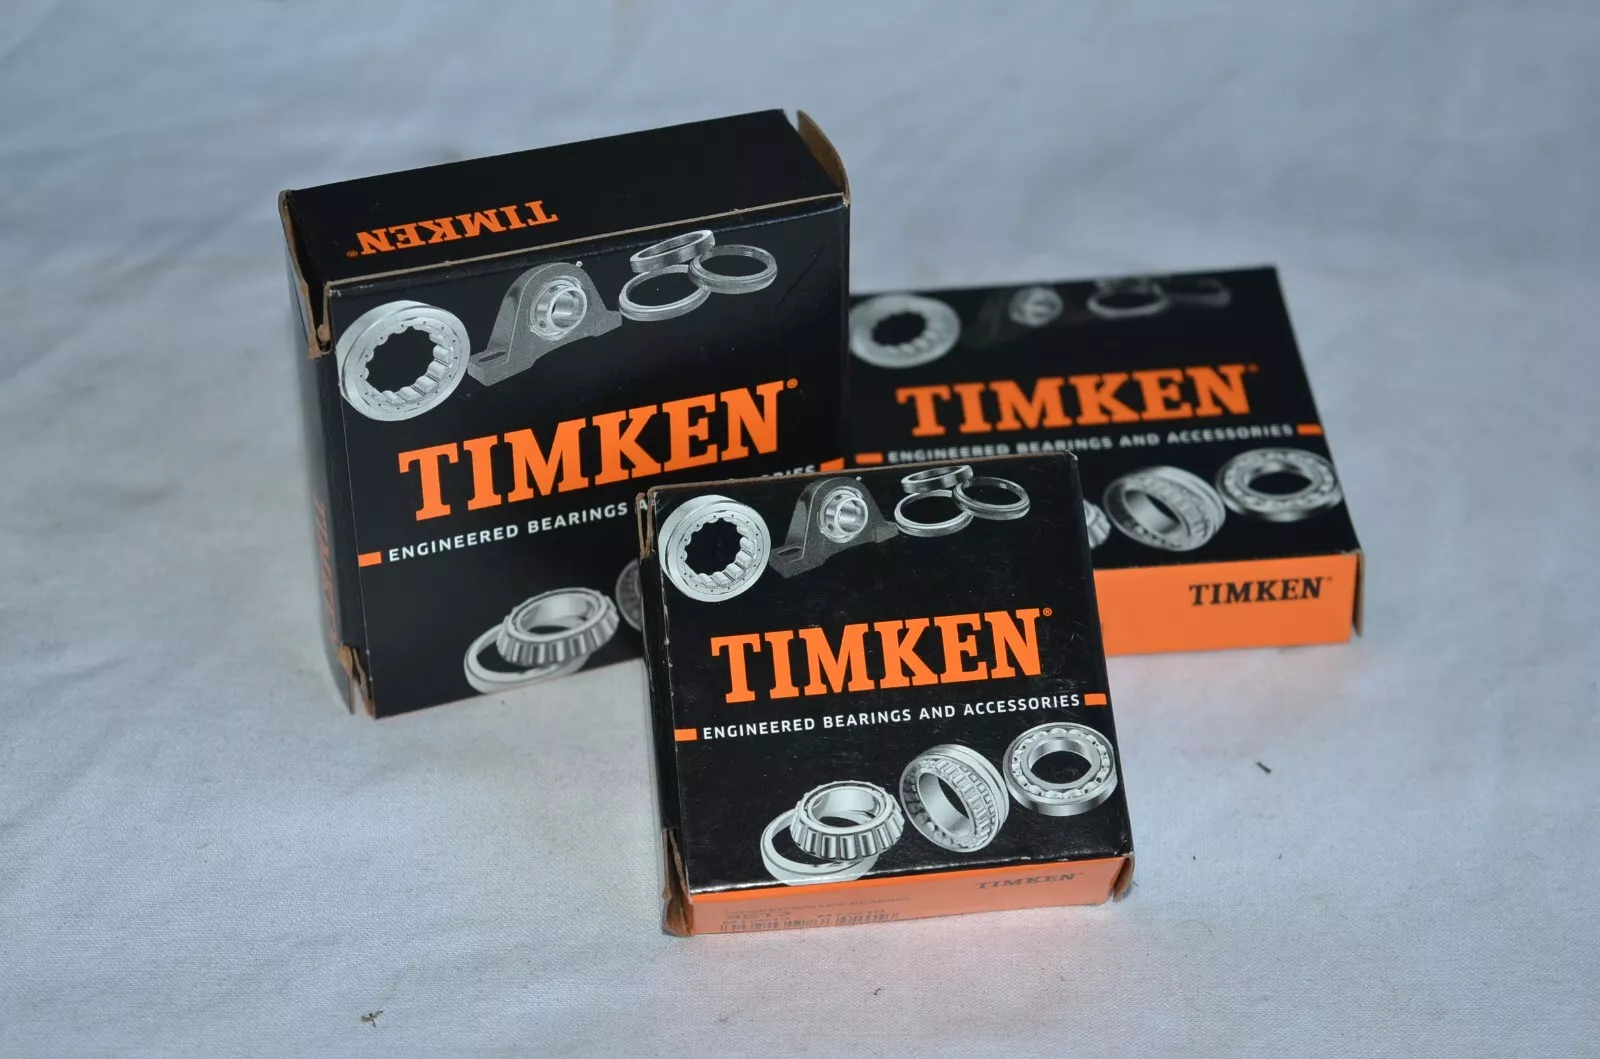 TIMKEN®
TIMKEN®
ENGINEERED BEARINGS
TIMKEN
ENGINEERED BEARINGS AND ACCESSORIES
TIMKEN
TIMKEN®
ENGINEERED BEARINGS AND ACCESSORIES
TIMKEN